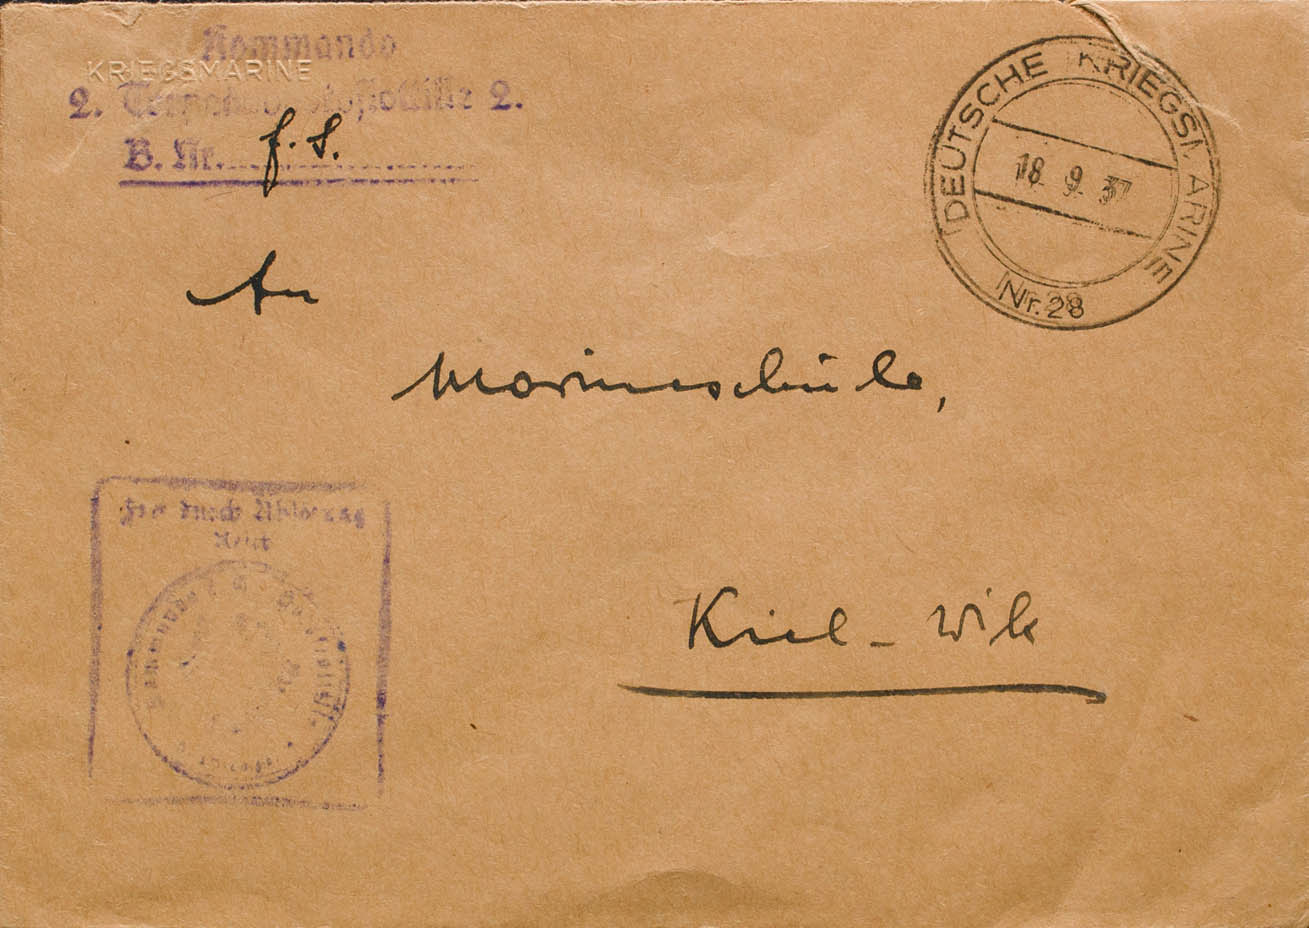 Kommando
KRIEGSMARINE
2. Torpedobootsflottille 2.
B. Nr. f. S.
DEUTSCHE KRIEGSMARINE
18.9.37
Nr. 28
An
Marineschule,
Frei durch Ablösung
Reich
Kommando
Kiel-Wik